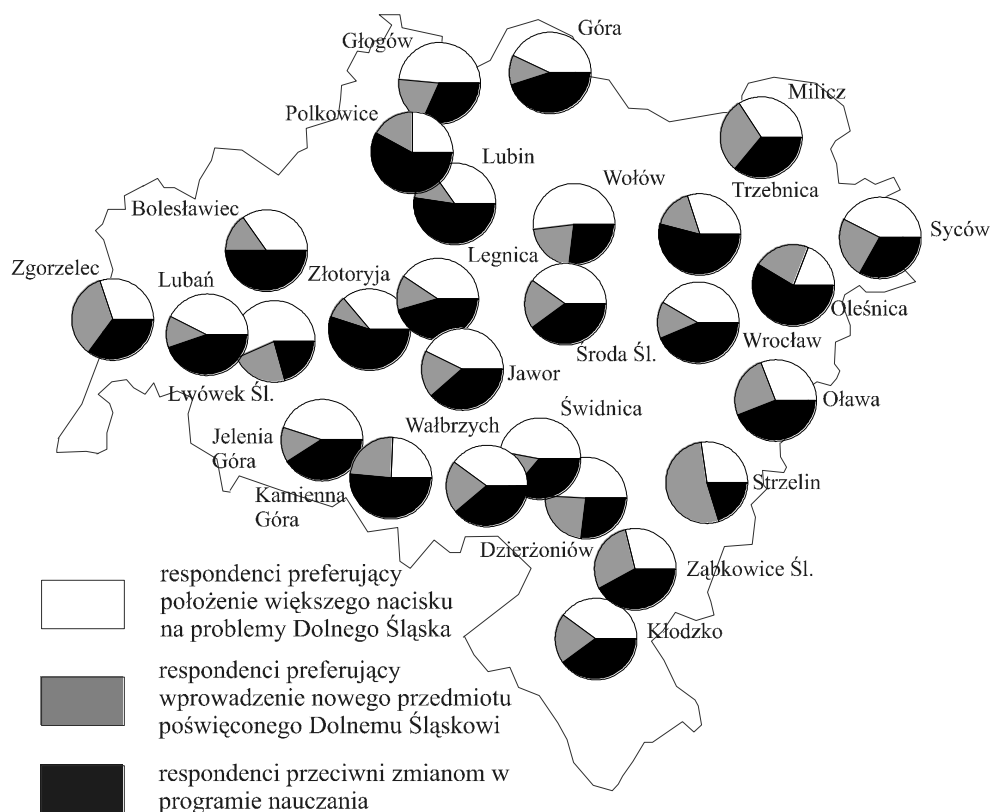 Góra
Głogów
Milicz
Polkowice
Lubin
Wołów
Trzebnica
Bolesławiec
Syców
Legnica
Zgorzelec
Lubań
Złotoryja
Oleśnica
Wrocław
Środa Śl.
Jawor
Lwówek Śl.
Oława
Świdnica
Wałbrzych
Jelenia
Góra
Strzelin
Kamienna
Góra
Dzierżoniów
Ząbkowice Śl.
Kłodzko
respondenci preferujący
położenie większego nacisku
na problemy Dolnego Śląska
respondenci preferujący
wprowadzenie nowego przedmiotu
poświęconego Dolnemu Śląskowi
respondenci przeciwni zmianom w
programie nauczania